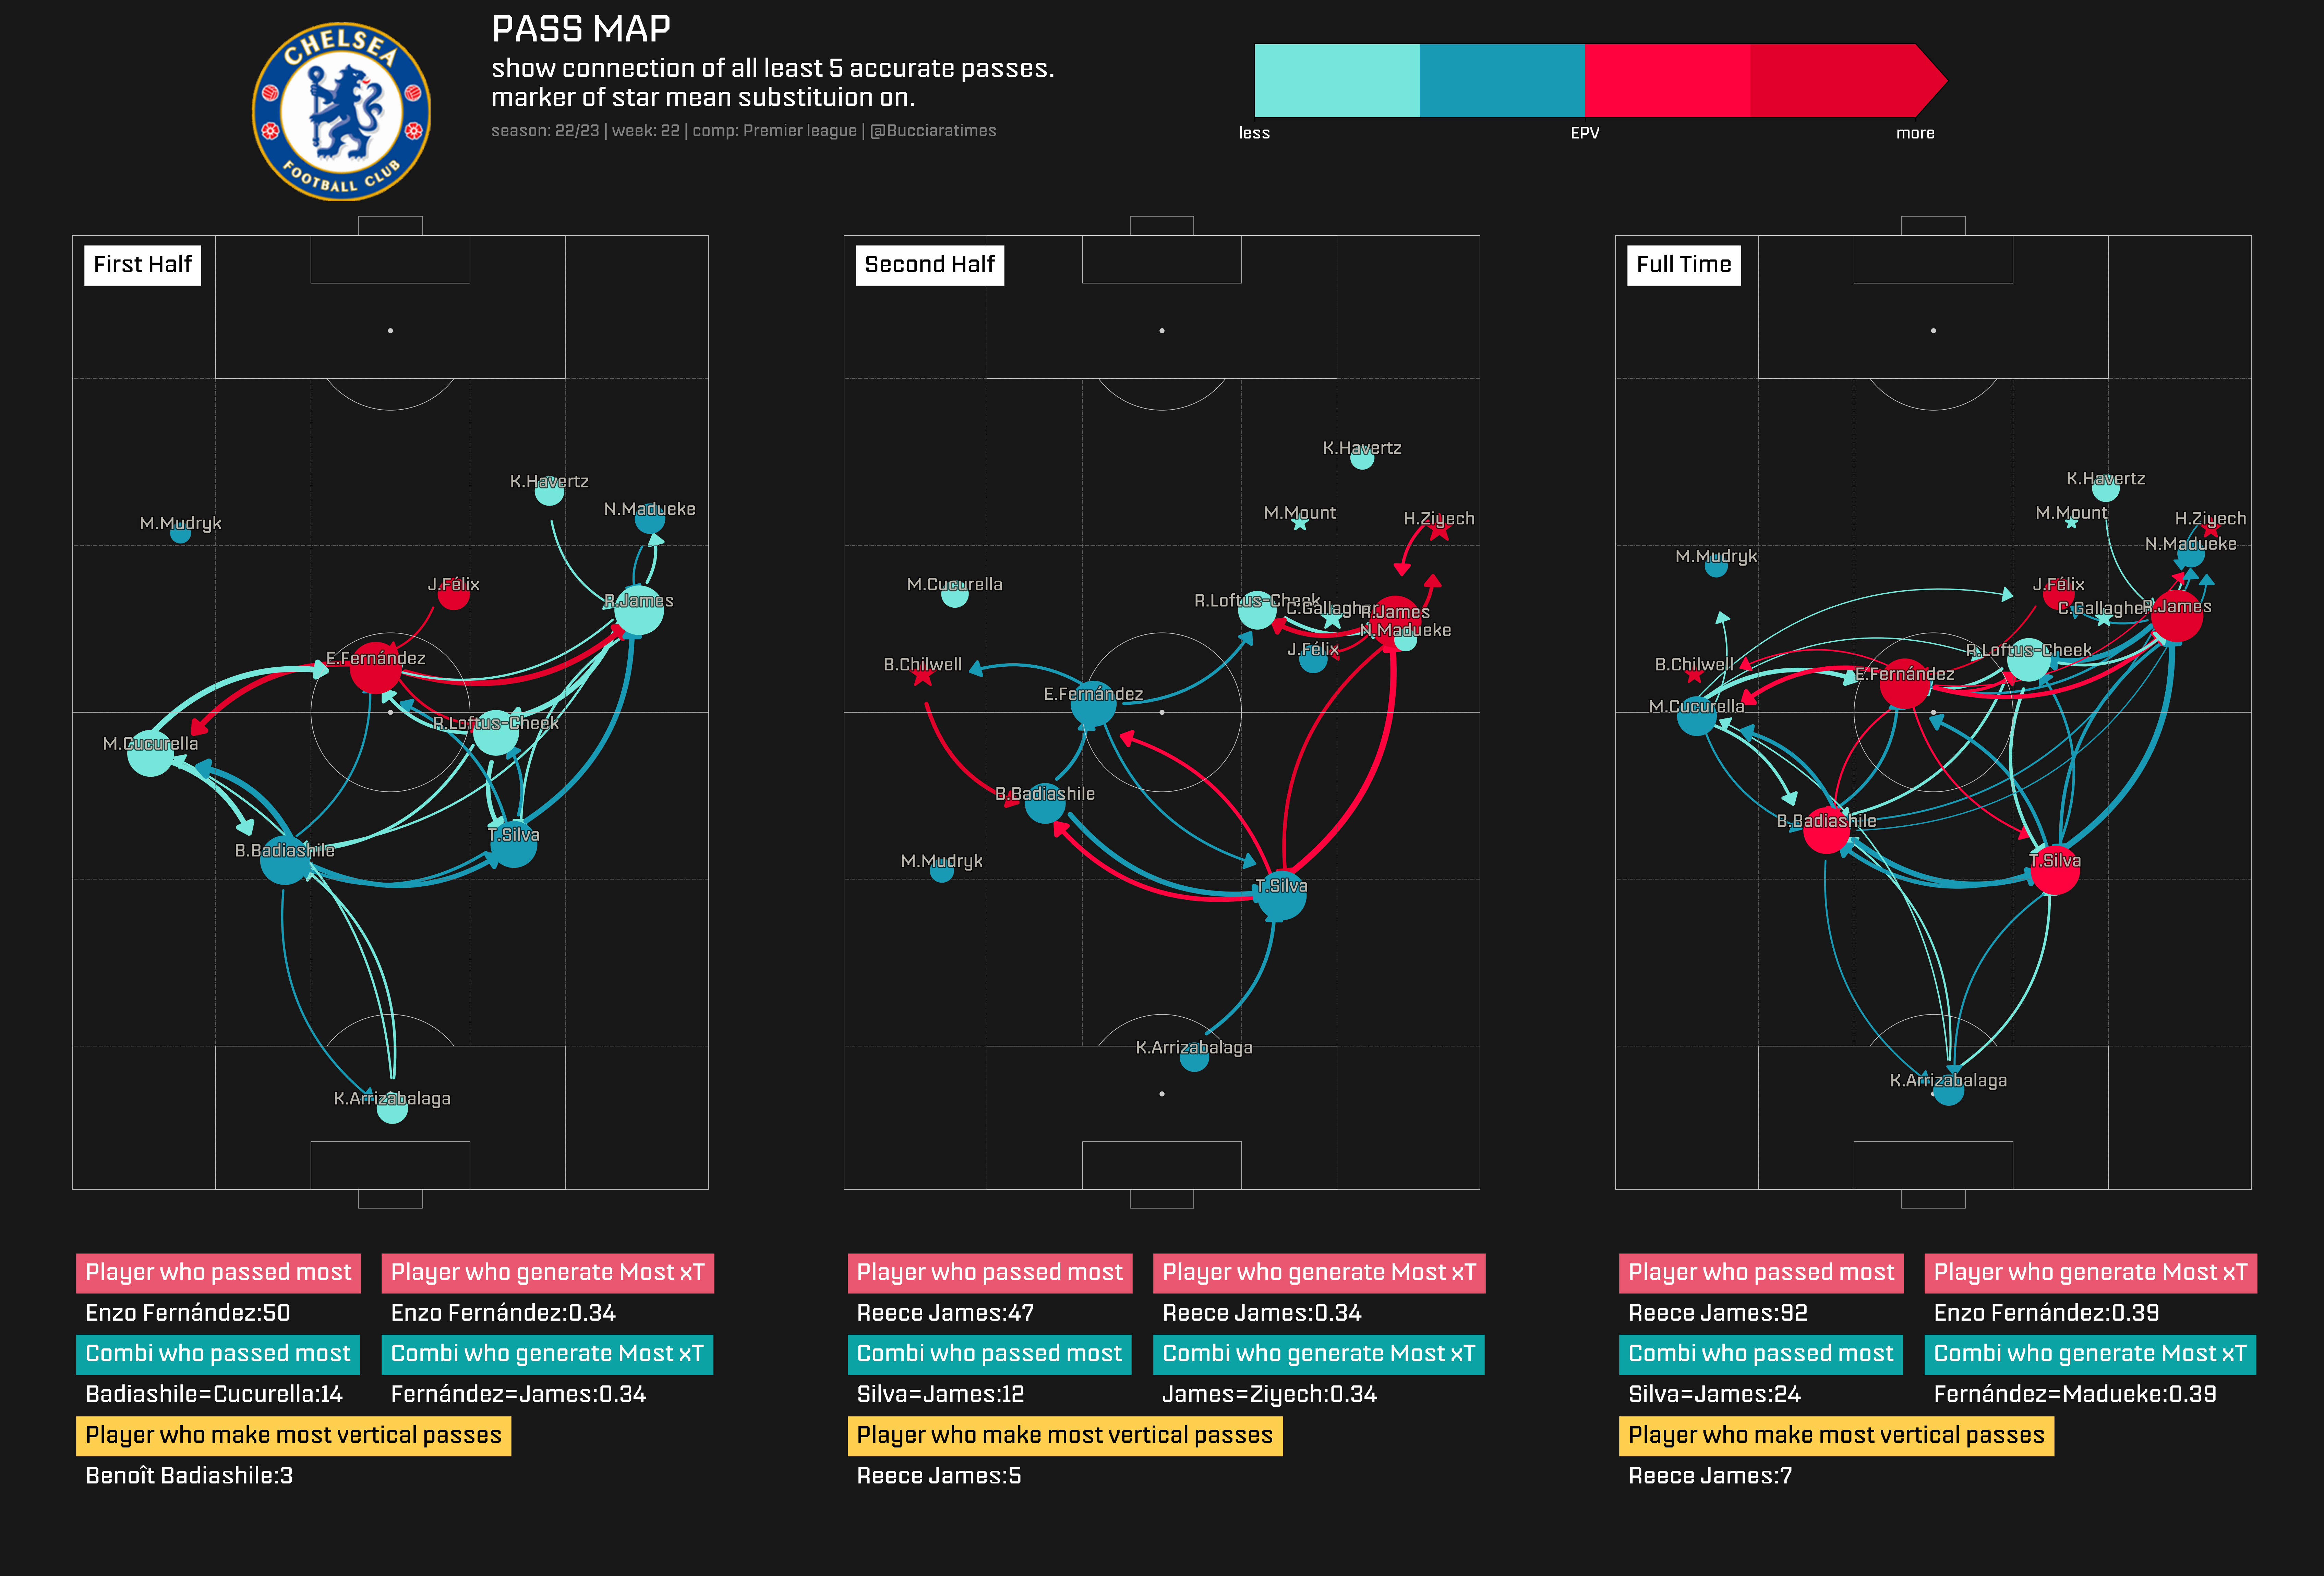 CHELSEA
FOOTBALL CLUB
PASS MAP
show connection of all least 5 accurate passes.
marker of star mean substituion on.
season: 22/23 | week: 22 | comp: Premier league | @Bucciaratimes
less
EPV
more
First Half
K.Havertz
N.Madueke
M.Mudryk
J.Félix
R.James
E.Fernández
R.Loftus-Cheek
M.Cucurella
T.Silva
B.Badiashile
K.Arrizabalaga
Second Half
K.Havertz
M.Mount
H.Ziyech
M.Cucurella
R.Loftus-Cheek
C.Gallagher
R.James
N.Madueke
J.Félix
B.Chilwell
E.Fernández
B.Badiashile
M.Mudryk
T.Silva
K.Arrizabalaga
Full Time
K.Havertz
M.Mount
H.Ziyech
N.Madueke
M.Mudryk
J.Félix
C.Gallagher
R.James
R.Loftus-Cheek
B.Chilwell
E.Fernández
M.Cucurella
B.Badiashile
T.Silva
K.Arrizabalaga
Player who passed most
Player who generate Most xT
Enzo Fernández:50
Enzo Fernández:0.34
Combi who passed most
Combi who generate Most xT
Badiashile=Cucurella:14
Fernández=James:0.34
Player who make most vertical passes
Benoît Badiashile:3
Player who passed most
Player who generate Most xT
Reece James:47
Reece James:0.34
Combi who passed most
Combi who generate Most xT
Silva=James:12
James=Ziyech:0.34
Player who make most vertical passes
Reece James:5
Player who passed most
Player who generate Most xT
Reece James:92
Enzo Fernández:0.39
Combi who passed most
Combi who generate Most xT
Silva=James:24
Fernández=Madueke:0.39
Player who make most vertical passes
Reece James:7